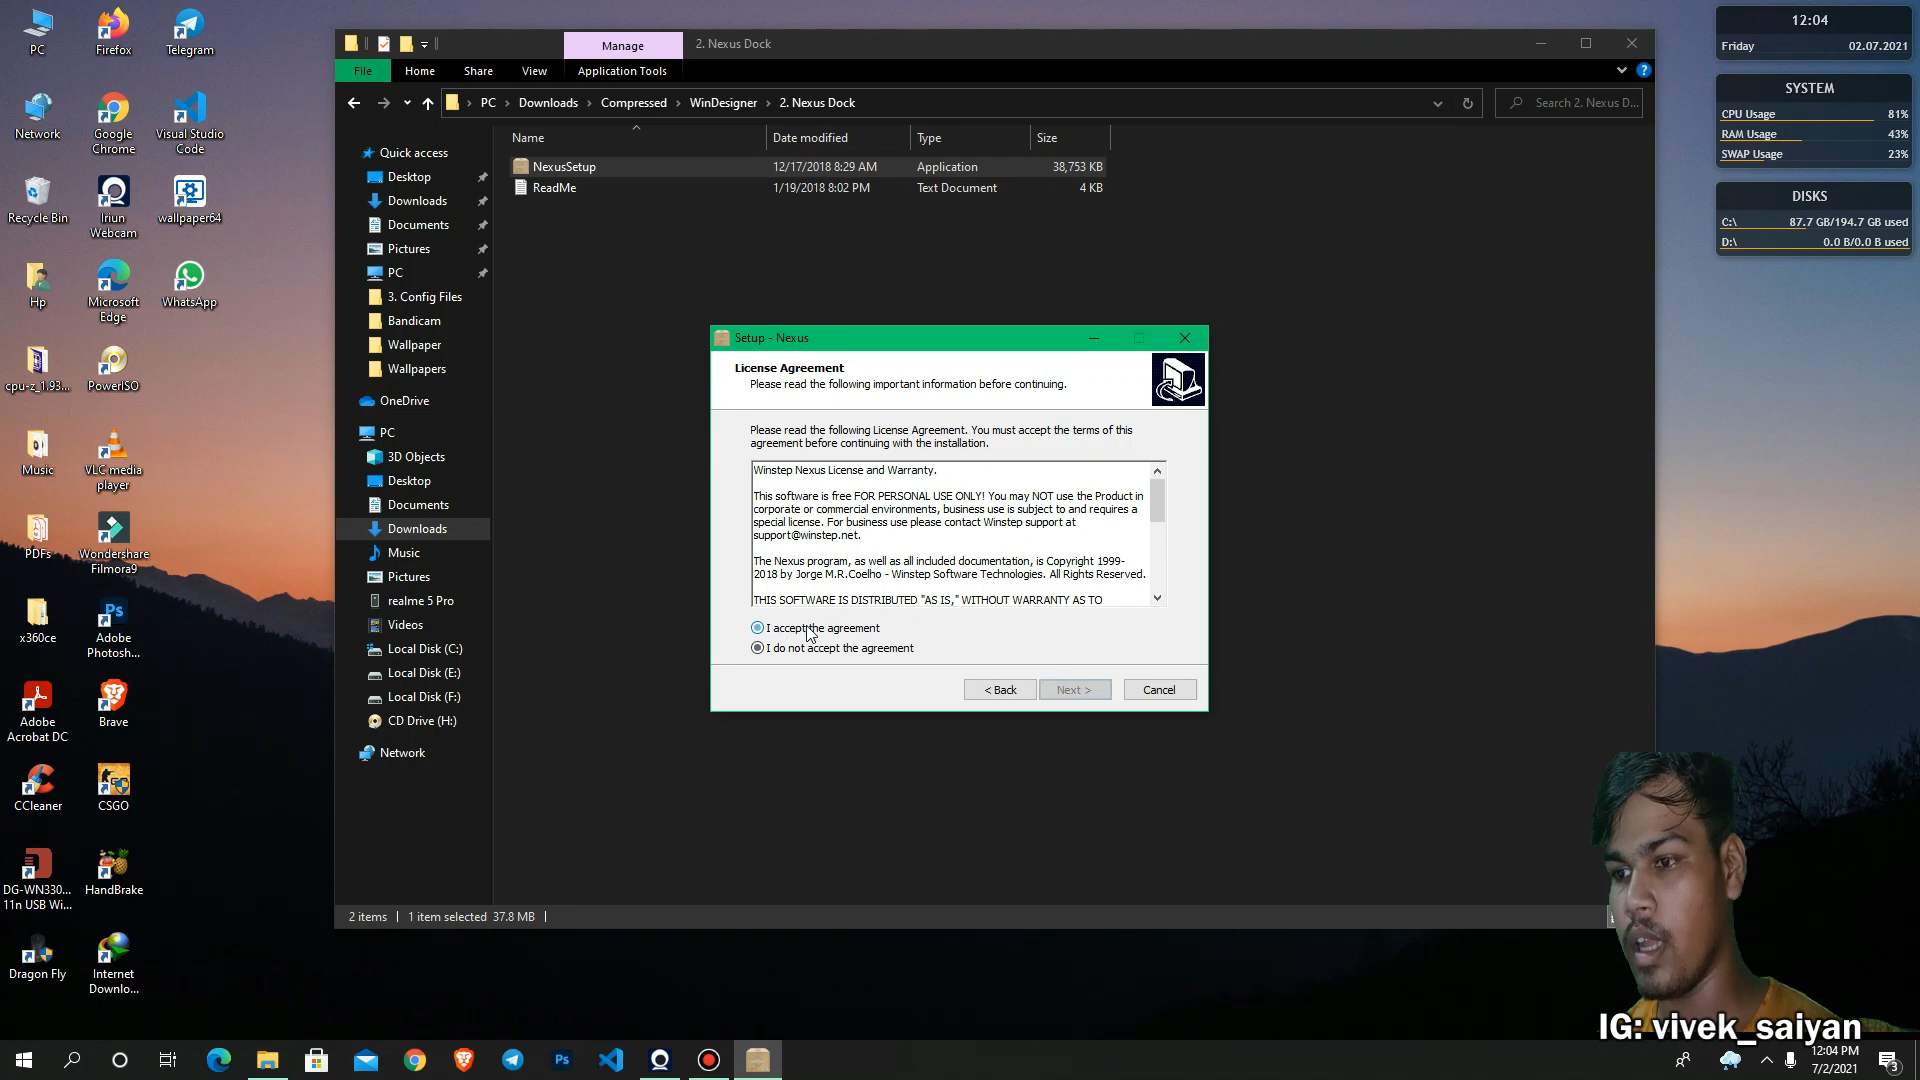 PC
Firefox
Telegram
Network
Google
Chrome
Visual Studio
Code
Recycle Bin
Iriun
Webcam
wallpaper64
Hp
Microsoft
Edge
WhatsApp
cpu-z_1.93...
PowerISO
Music
VLC media
player
PDFs
Wondershare
Filmora9
x360ce
Adobe
Photosh...
Adobe
Acrobat DC
Brave
CCleaner
CSGO
DG-WN330...
11n USB Wi...
HandBrake
Dragon Fly
Internet
Downlo...
Manage
2. Nexus Dock
File
Home
Share
View
Application Tools
PC › Downloads › Compressed › WinDesigner › 2. Nexus Dock
Search 2. Nexus D...
Name
Date modified
Type
Size
NexusSetup
12/17/2018 8:29 AM
Application
38,753 KB
ReadMe
1/19/2018 8:02 PM
Text Document
4 KB
Quick access
Desktop
Downloads
Documents
Pictures
PC
3. Config Files
Bandicam
Wallpaper
Wallpapers
OneDrive
PC
3D Objects
Desktop
Documents
Downloads
Music
Pictures
realme 5 Pro
Videos
Local Disk (C:)
Local Disk (E:)
Local Disk (F:)
CD Drive (H:)
Network
2 items
1 item selected 37.8 MB
Setup - Nexus
License Agreement
Please read the following important information before continuing.
Please read the following License Agreement. You must accept the terms of this
agreement before continuing with the installation.
Winstep Nexus License and Warranty.
This software is free FOR PERSONAL USE ONLY! You may NOT use the Product in
corporate or commercial environments, business use is subject to and requires a
special license. For business use please contact Winstep support at
support@winstep.net.
The Nexus program, as well as all included documentation, is Copyright 1999-
2018 by Jorge M.R.Coelho - Winstep Software Technologies. All Rights Reserved.
THIS SOFTWARE IS DISTRIBUTED "AS IS," WITHOUT WARRANTY AS TO
I accept the agreement
I do not accept the agreement
< Back
Next >
Cancel
12:04
Friday
02.07.2021
SYSTEM
CPU Usage
81%
RAM Usage
43%
SWAP Usage
23%
DISKS
C:\
87.7 GB/194.7 GB used
D:\
0.0 B/0.0 B used
IG: vivek_saiyan
Ps
12:04 PM
7/2/2021
3